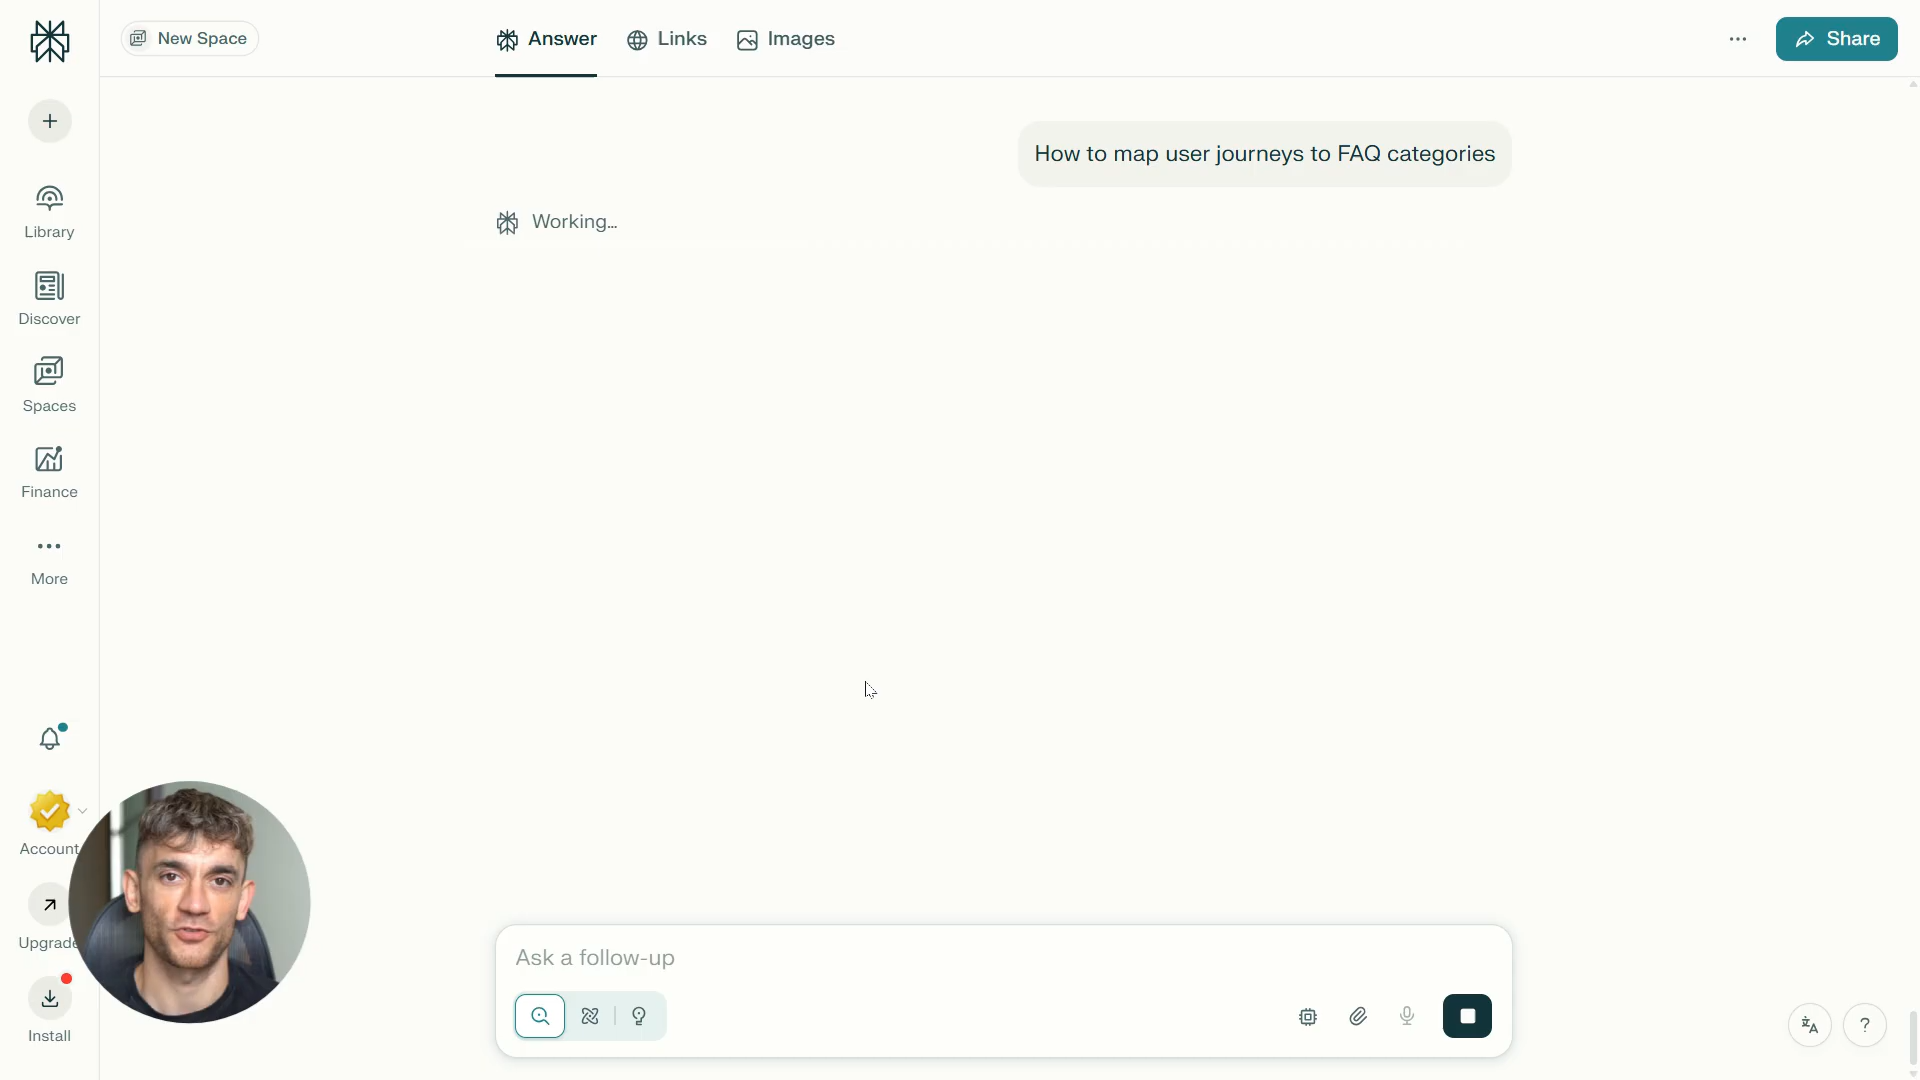 New Space
Answer
Links
Images
Share
How to map user journeys to FAQ categories
Working...
Library
Discover
Spaces
Finance
More
Account
Upgrade
Install
Ask a follow-up
?